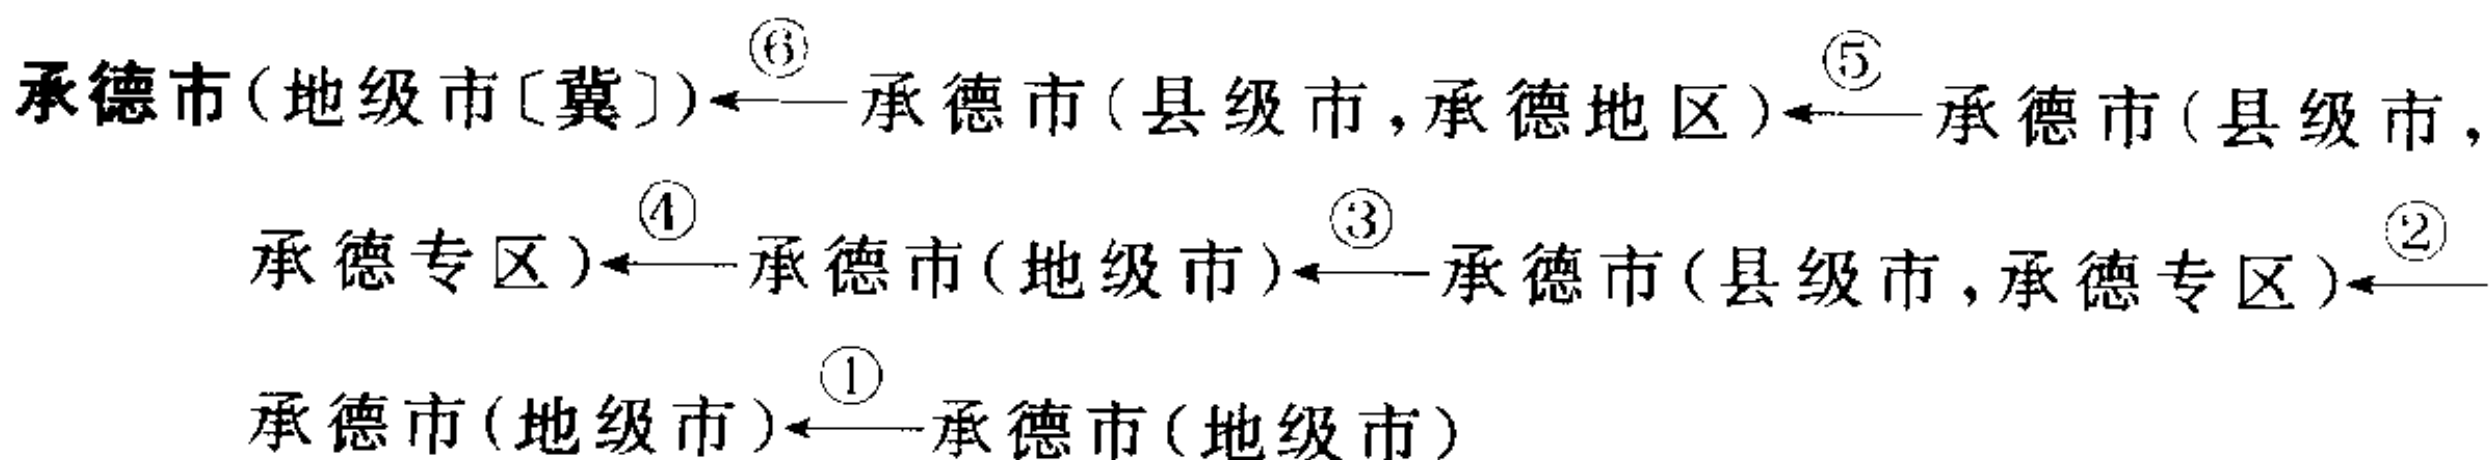 承德市(地级市〔冀〕)←⑥承德市(县级市,承德地区)←⑤承德市(县级市,
承德专区)←④承德市(地级市)←③承德市(县级市,承德专区)←②
承德市(地级市)←①承德市(地级市)